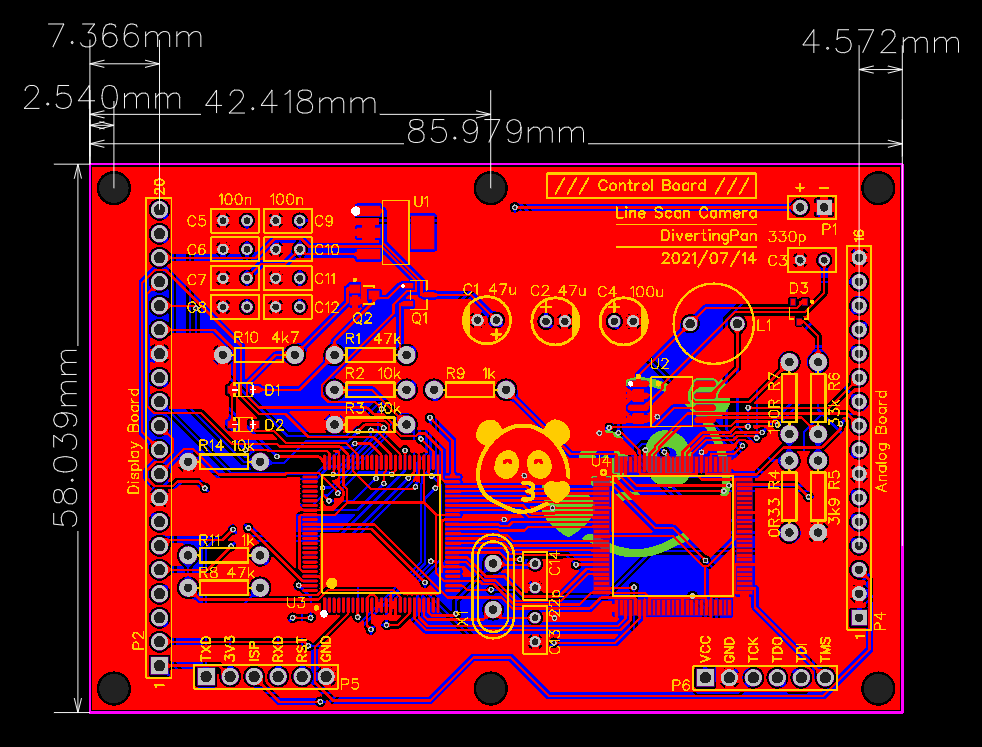 7.366mm
4.572mm
2.540mm
42.418mm
85.979mm
58.039mm
/// Control Board ///
Line Scan Camera
DivertingPan
2021/07/14
+ -
P1
330p
C3
D3
L1
20
100n 100n
C5 C9
C6 C10
C7 C11
C8 C12
U1
Q2 Q1
C1 47u
C2 47u
C4 100u
+ + +
R10 4k7
R1 47k
D1
R2 10k
R9 1k
D2
R3 10k
R14 10k
R11 1k
R8 47k
U2
U4
U3
X1
C14
22p
C13
R7
150R
R6
33k
R4
0R33
R5
3k9
16
Analog Board
1
P4
Display Board
P2
1
TXD
3V3
ISP
RXD
RST
GND
P5
VCC
GND
TCK
TDO
TDI
TMS
P6